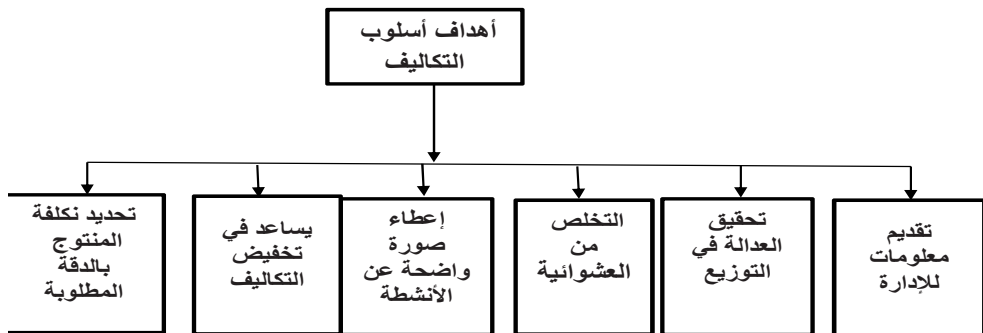 أهداف أسلوب
التكاليف
تقديم
معلومات
للإدارة
تحقيق
العدالة في
التوزيع
التخلص
من
العشوائية
إعطاء
صورة
واضحة عن
الأنشطة
يساعد في
تخفيض
التكاليف
تحديد نكلفة
المنتوج
بالدقة
المطلوبة